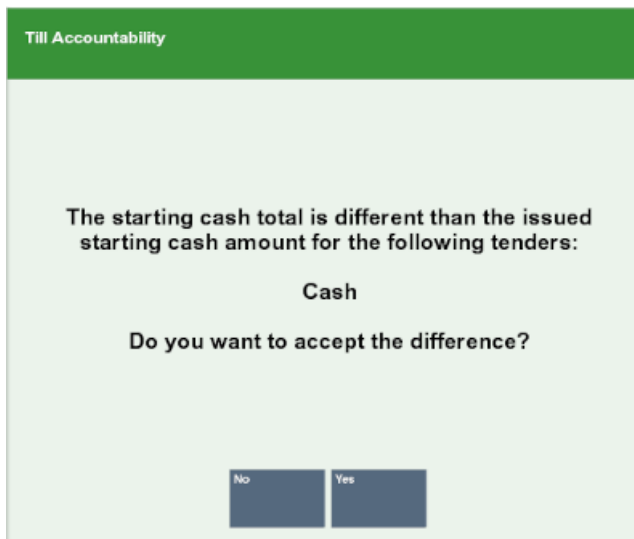 Till Accountability
The starting cash total is different than the issued
starting cash amount for the following tenders:
Cash
Do you want to accept the difference?
No Yes